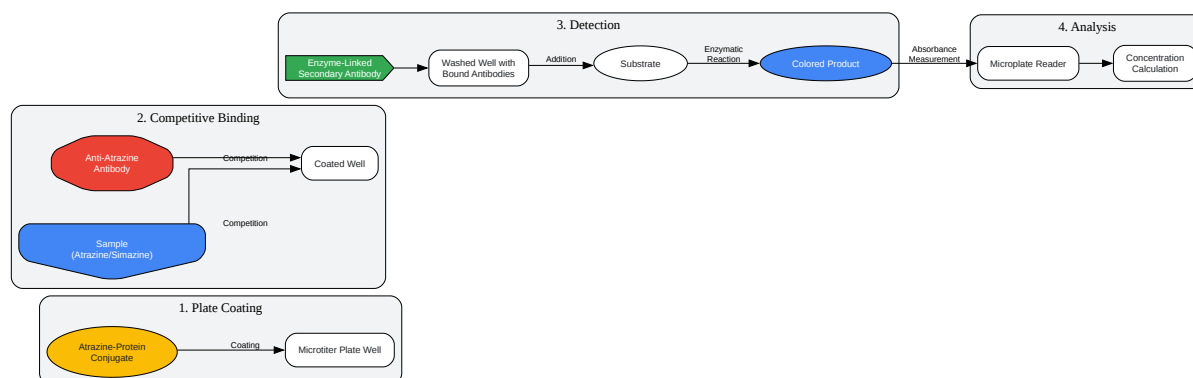 3. Detection
Enzyme-Linked
Secondary Antibody
Washed Well with
Bound Antibodies
Addition
Substrate
Enzymatic
Reaction
Colored Product
Absorbance
Measurement
4. Analysis
Microplate Reader
Concentration
Calculation
2. Competitive Binding
Anti-Atrazine
Antibody
Competition
Coated Well
Competition
Sample
(Atrazine/Simazine)
1. Plate Coating
Atrazine-Protein
Conjugate
Coating
Microtiter Plate Well